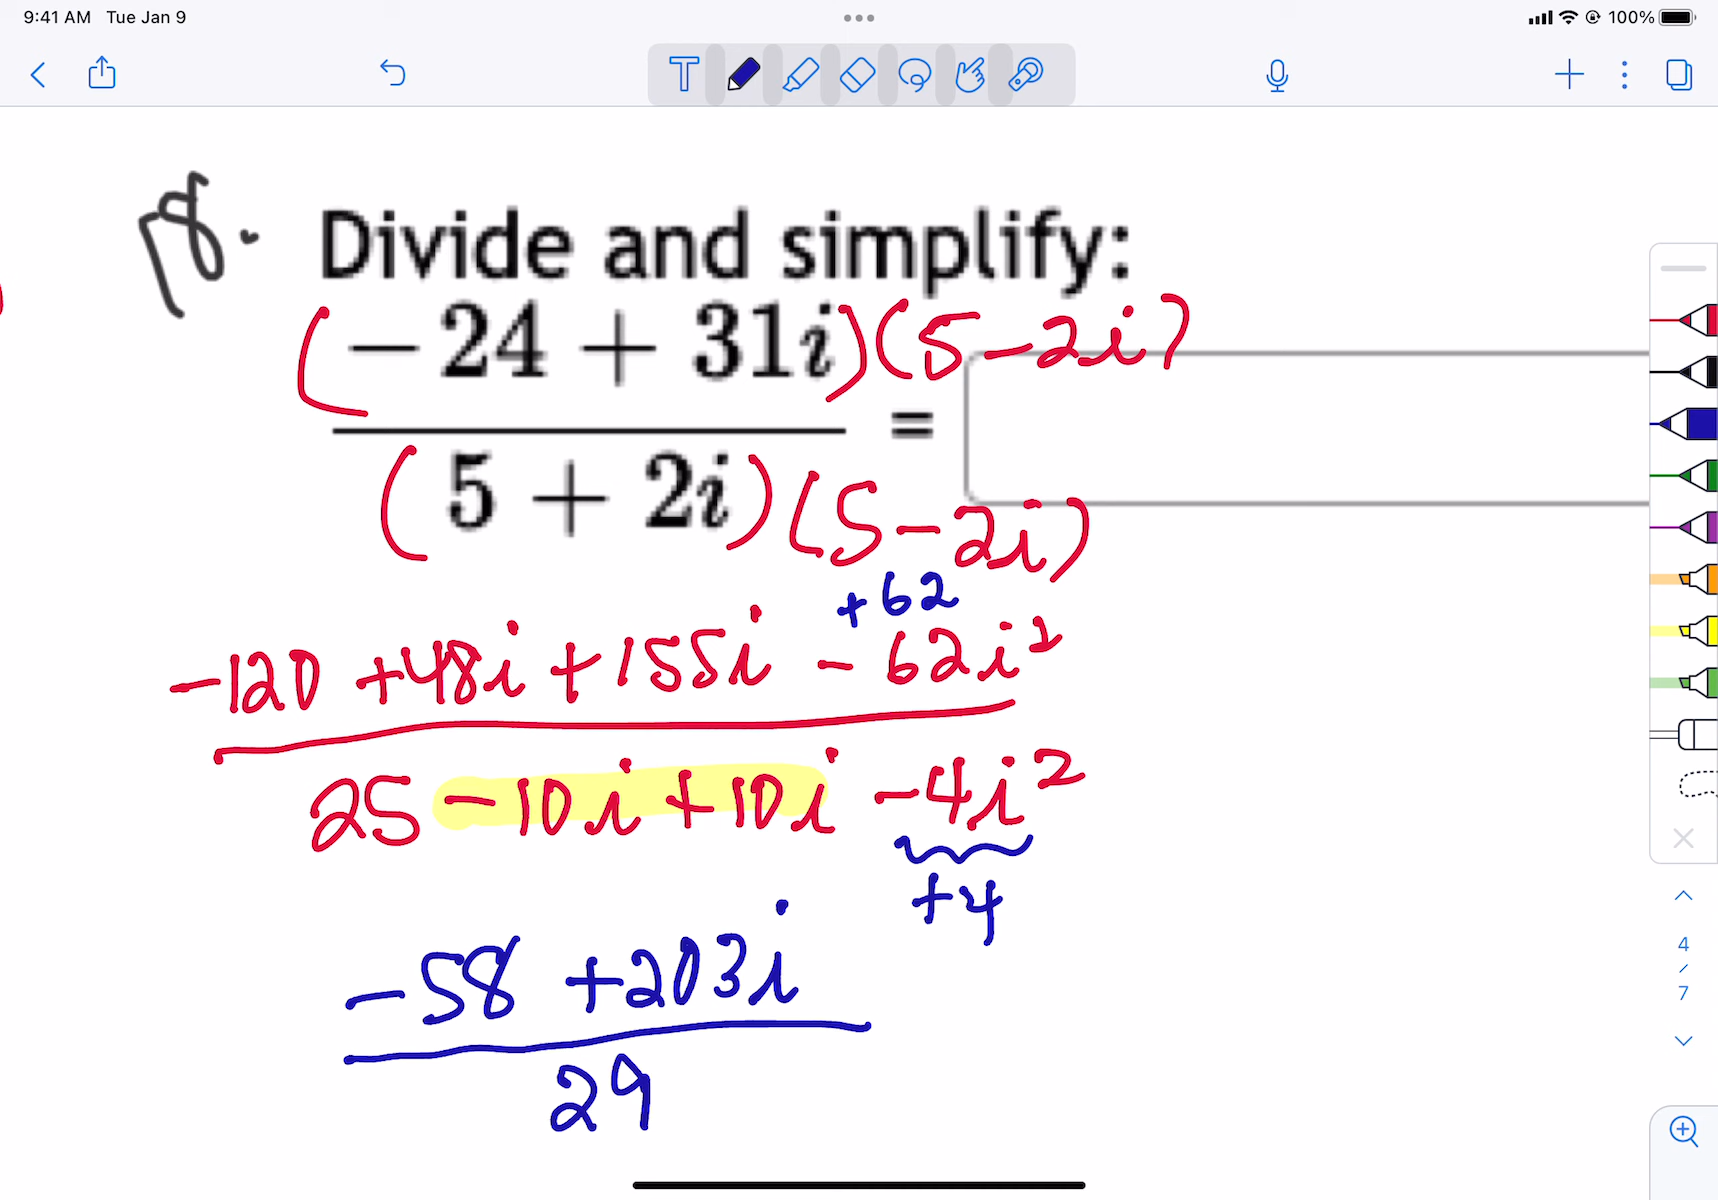 9:41 AM Tue Jan 9
100%
T
18. Divide and simplify:
(-24 + 31i)(5-2i)
=
(5 + 2i)(5-2i)
+62
-120 +48i +155i -62i²
25 -10i +10i -4i²
+4
-58 +203i
29
4
/
7